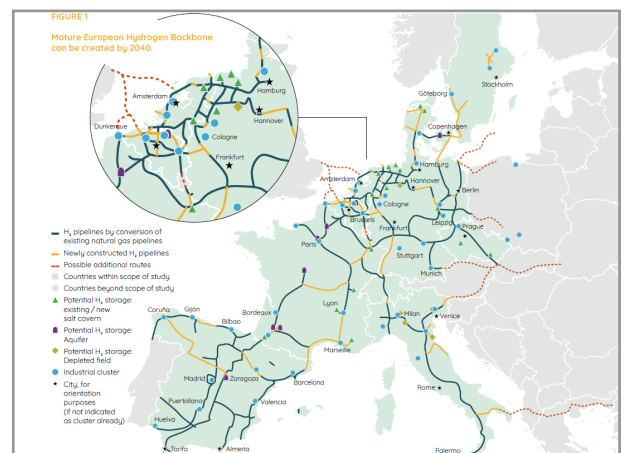 FIGURE 1
Mature European Hydrogen Backbone
can be created by 2040.
Hamburg
Amsterdam
Hannover
Dunkerque
Cologne
Frankfurt
Stockholm
Göteborg
Copenhagen
Hamburg
Amsterdam
Hannover
Berlin
Cologne
Leipzig
Brussels
Frankfurt
Prague
Paris
Stuttgart
Munich
Lyon
Milan
Venice
Bordeaux
Marseille
Coruña
Gijón
Bilbao
Barcelona
Madrid
Zaragoza
Puertollano
Valencia
Huelva
Tarifa
Almería
Rome
Palermo
H₂ pipelines by conversion of
existing natural gas pipelines
Newly constructed H₂ pipelines
Possible additional routes
Countries within scope of study
Countries beyond scope of study
Potential H₂ storage:
existing / new
salt cavern
Potential H₂ storage:
Aquifer
Potential H₂ storage:
Depleted field
Industrial cluster
City, for
orientation
purposes
(if not indicated
as cluster already)